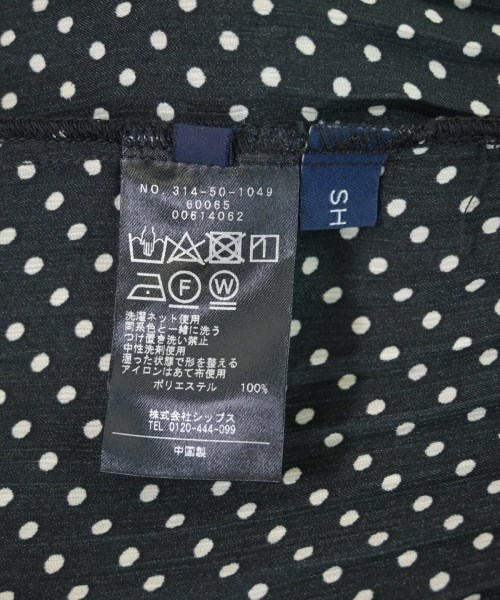 NO. 314-50-1049
60065
00614062
F W
洗濯ネット使用
同系色と一緒に洗う
つけ置き洗い禁止
中性洗剤使用
湿った状態で形を整える
アイロンはあて布使用
ポリエステル 100%
株式会社シップス
TEL 0120-444-099
中国製
SH